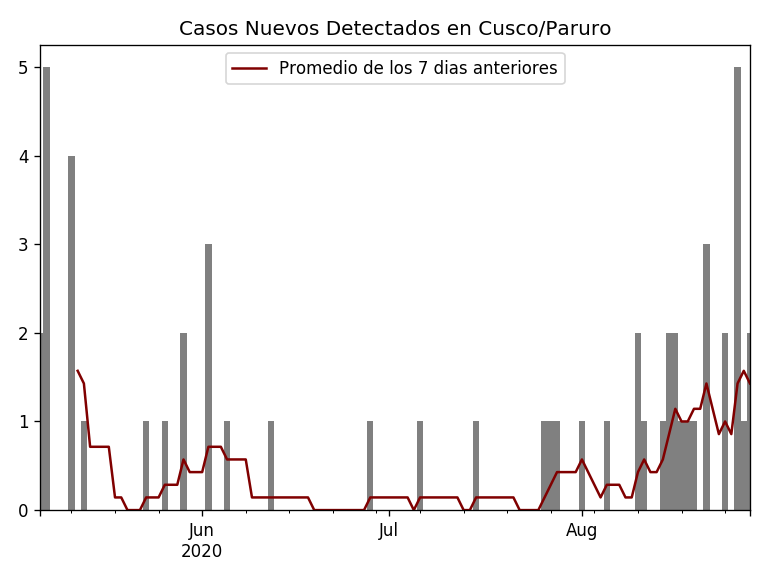 Casos Nuevos Detectados en Cusco/Paruro
Promedio de los 7 dias anteriores
5
4
3
2
1
0
Jun
2020
Jul
Aug